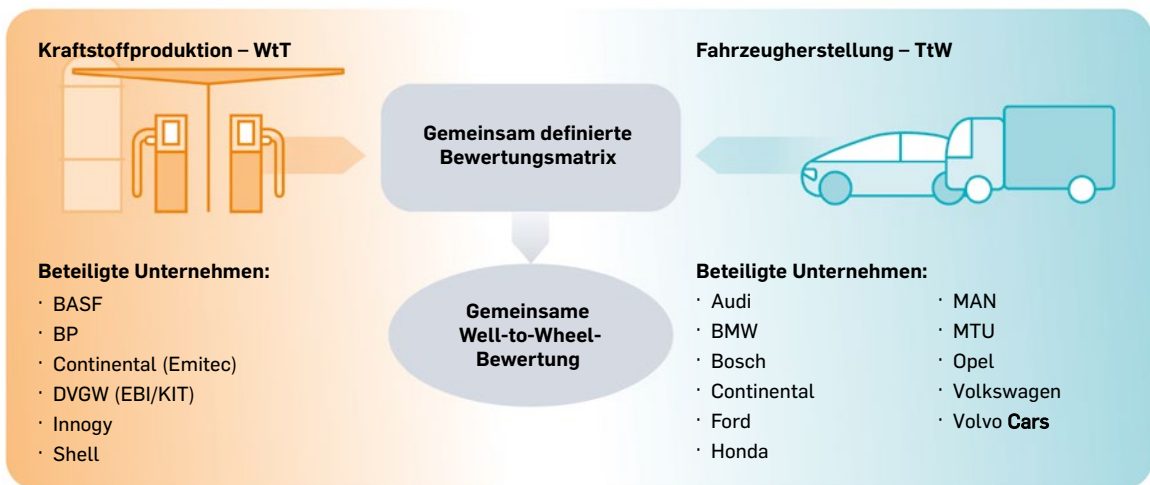 Kraftstoffproduktion – WtT
Fahrzeugherstellung – TtW
Gemeinsam definierte
Bewertungsmatrix
Gemeinsame
Well-to-Wheel-
Bewertung
Beteiligte Unternehmen:
· BASF
· BP
· Continental (Emitec)
· DVGW (EBI/KIT)
· Innogy
· Shell
Beteiligte Unternehmen:
· Audi
· BMW
· Bosch
· Continental
· Ford
· Honda
· MAN
· MTU
· Opel
· Volkswagen
· Volvo Cars